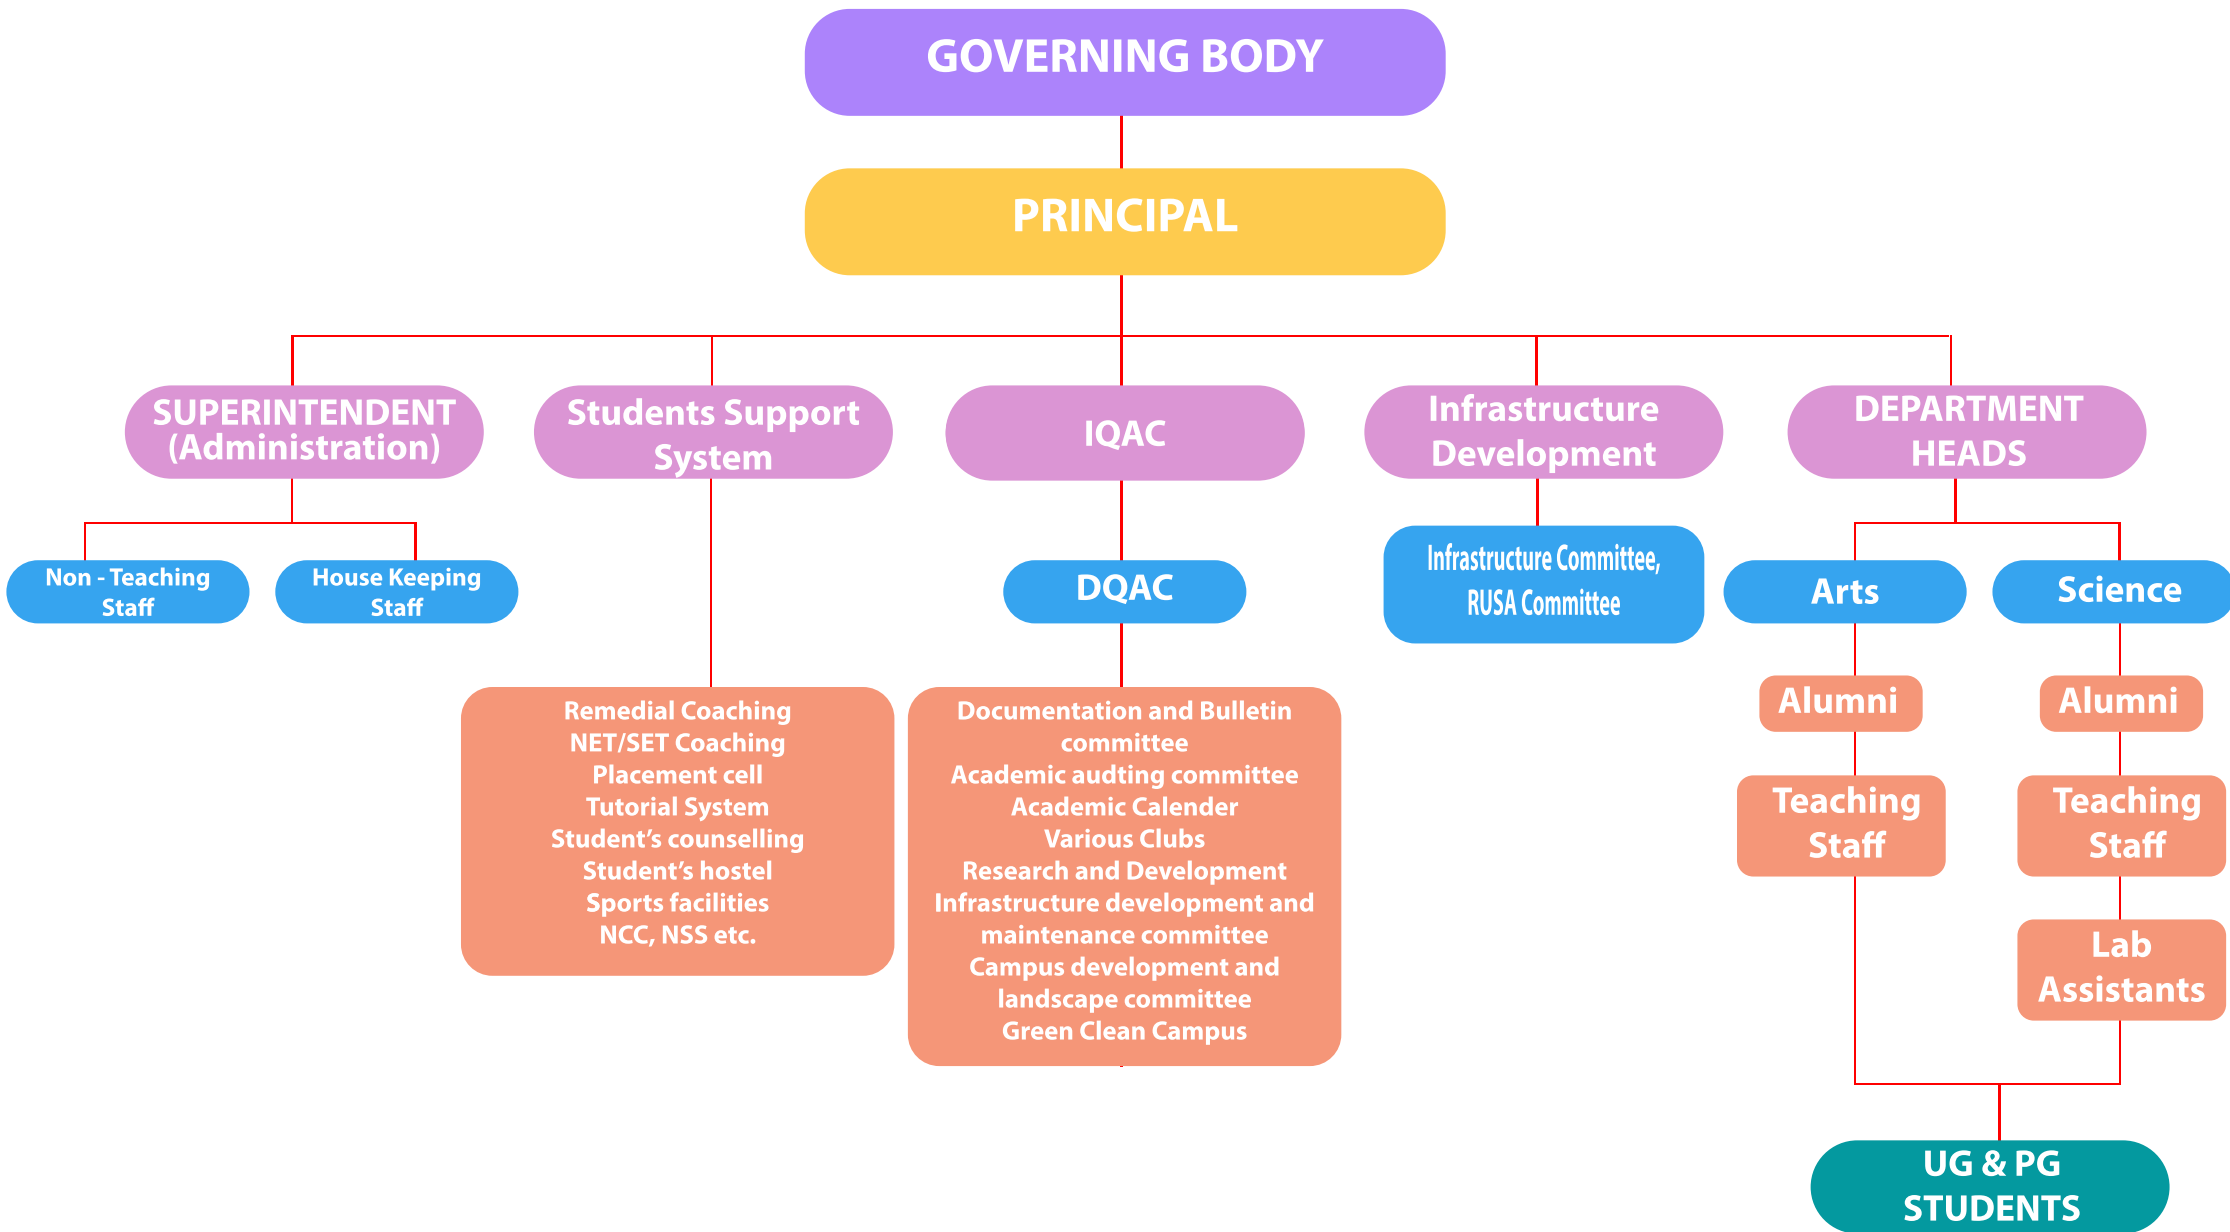 GOVERNING BODY
PRINCIPAL
SUPERINTENDENT
(Administration)
Students Support
System
IQAC
Infrastructure
Development
DEPARTMENT
HEADS
Non - Teaching
Staff
House Keeping
Staff
DQAC
Infrastructure Committee,
RUSA Committee
Arts
Science
Remedial Coaching
NET/SET Coaching
Placement cell
Tutorial System
Student’s counselling
Student’s hostel
Sports facilities
NCC, NSS etc.
Documentation and Bulletin
committee
Academic audting committee
Academic Calender
Various Clubs
Research and Development
Infrastructure development and
maintenance committee
Campus development and
landscape committee
Green Clean Campus
Alumni
Teaching
Staff
Alumni
Teaching
Staff
Lab
Assistants
UG & PG
STUDENTS